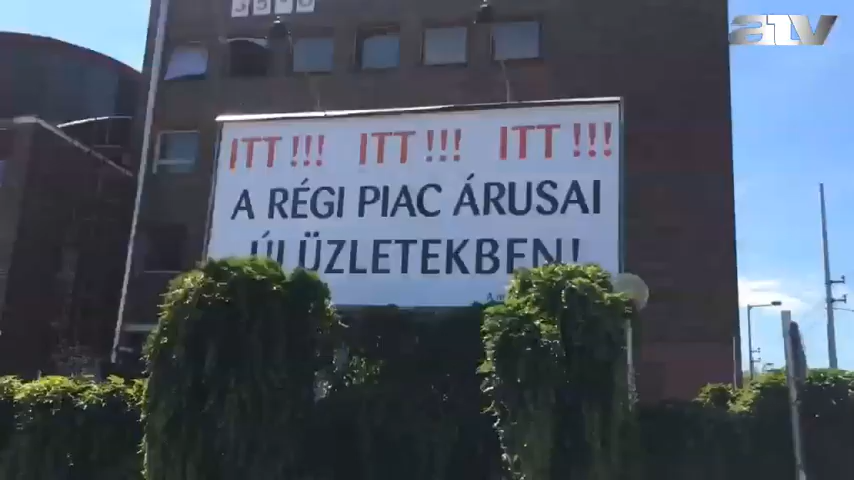 atv
ITT !!! ITT !!! ITT !!!
A RÉGI PIAC ÁRUSAI
ÚJ ÜZLETEKBEN!